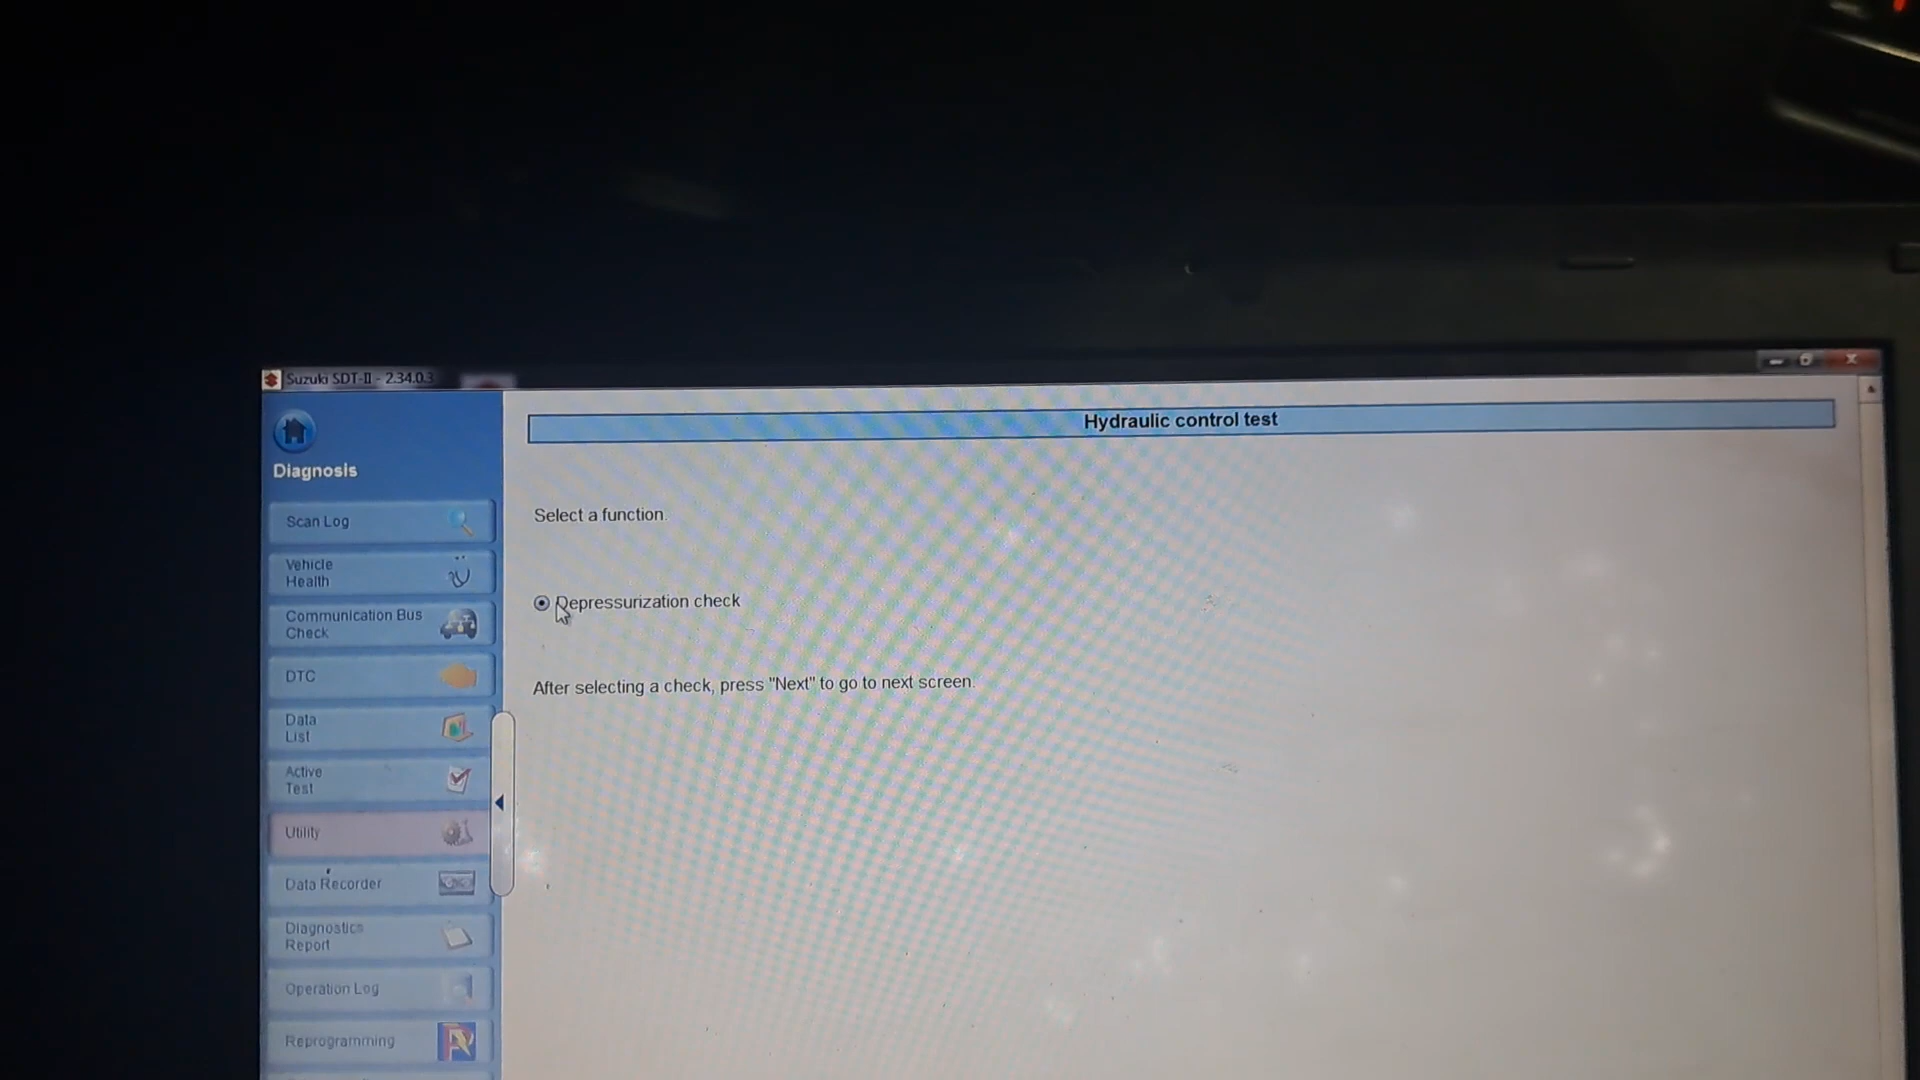 Suzuki SDT-II - 2.34.0.3
Hydraulic control test
Diagnosis
Scan Log
Vehicle
Health
Communication Bus
Check
DTC
Data
List
Active
Test
Utility
Data Recorder
Diagnostics
Report
Operation Log
Reprogramming
Select a function.
Depressurization check
After selecting a check, press "Next" to go to next screen.